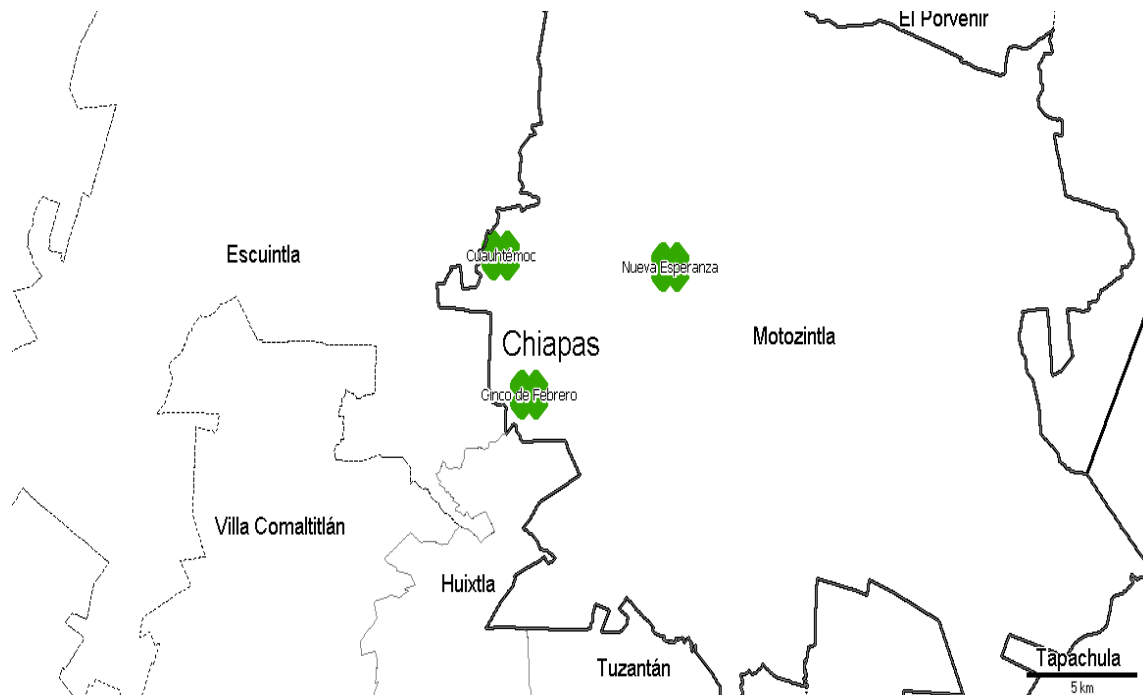 El Porvenir
Escuintla
Cuauhtémoc
Nueva Esperanza
Chiapas
Motozintla
Cinco de Febrero
Villa Comaltitlán
Huixtla
Tuzantán
Tapachula
5 km